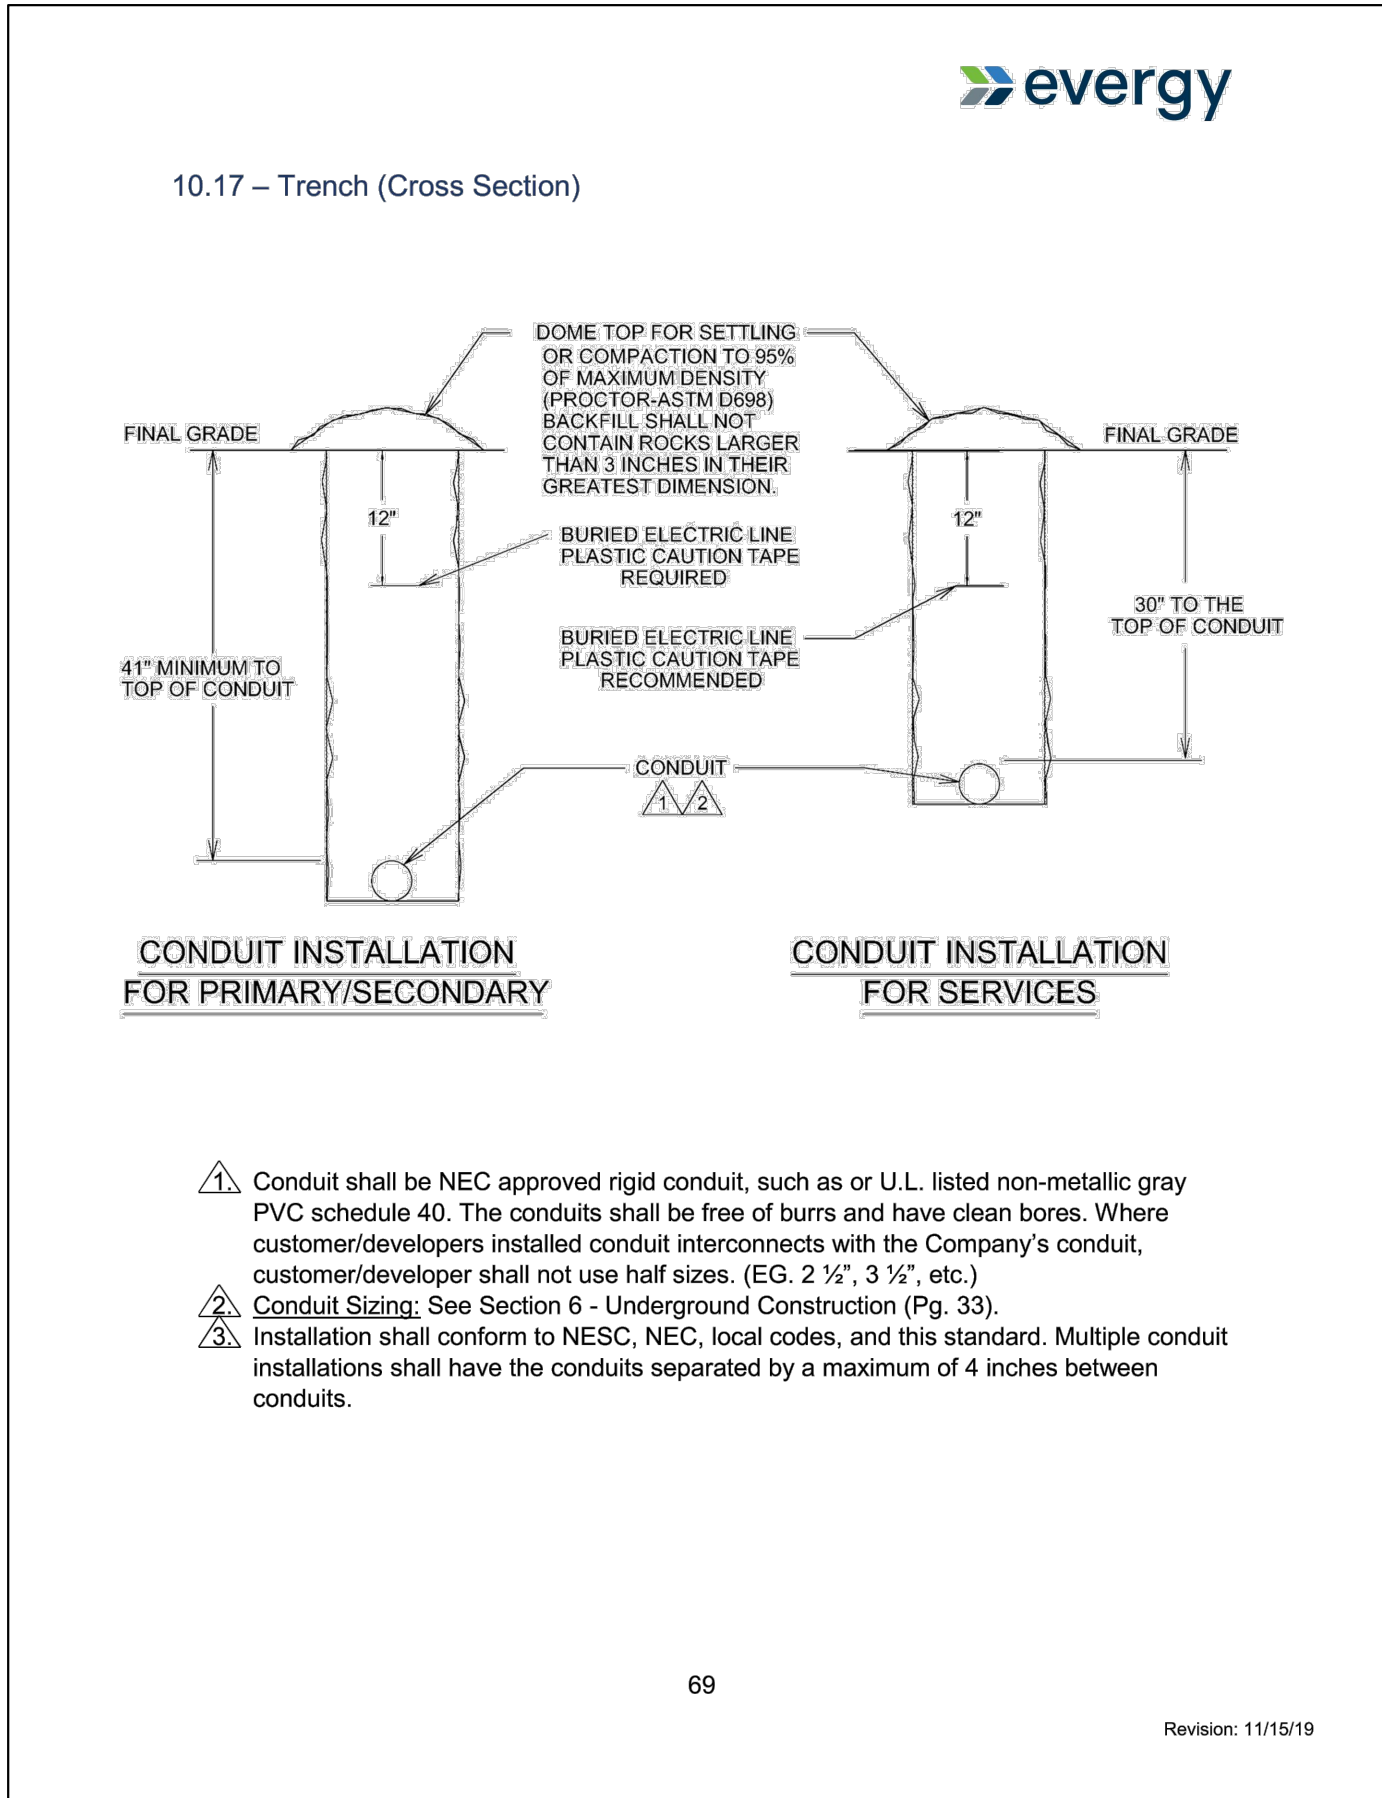 evergy
10.17 – Trench (Cross Section)
DOME TOP FOR SETTLING
OR COMPACTION TO 95%
OF MAXIMUM DENSITY
(PROCTOR-ASTM D698)
BACKFILL SHALL NOT
CONTAIN ROCKS LARGER
THAN 3 INCHES IN THEIR
GREATEST DIMENSION.
FINAL GRADE
FINAL GRADE
12"
12"
BURIED ELECTRIC LINE
PLASTIC CAUTION TAPE
REQUIRED
30" TO THE
TOP OF CONDUIT
BURIED ELECTRIC LINE
PLASTIC CAUTION TAPE
RECOMMENDED
41" MINIMUM TO
TOP OF CONDUIT
CONDUIT
1 2
CONDUIT INSTALLATION
FOR PRIMARY/SECONDARY
CONDUIT INSTALLATION
FOR SERVICES
1. Conduit shall be NEC approved rigid conduit, such as or U.L. listed non-metallic gray
PVC schedule 40. The conduits shall be free of burrs and have clean bores. Where
customer/developers installed conduit interconnects with the Company’s conduit,
customer/developer shall not use half sizes. (EG. 2 ½”, 3 ½”, etc.)
2. Conduit Sizing: See Section 6 - Underground Construction (Pg. 33).
3. Installation shall conform to NESC, NEC, local codes, and this standard. Multiple conduit
installations shall have the conduits separated by a maximum of 4 inches between
conduits.
69
Revision: 11/15/19